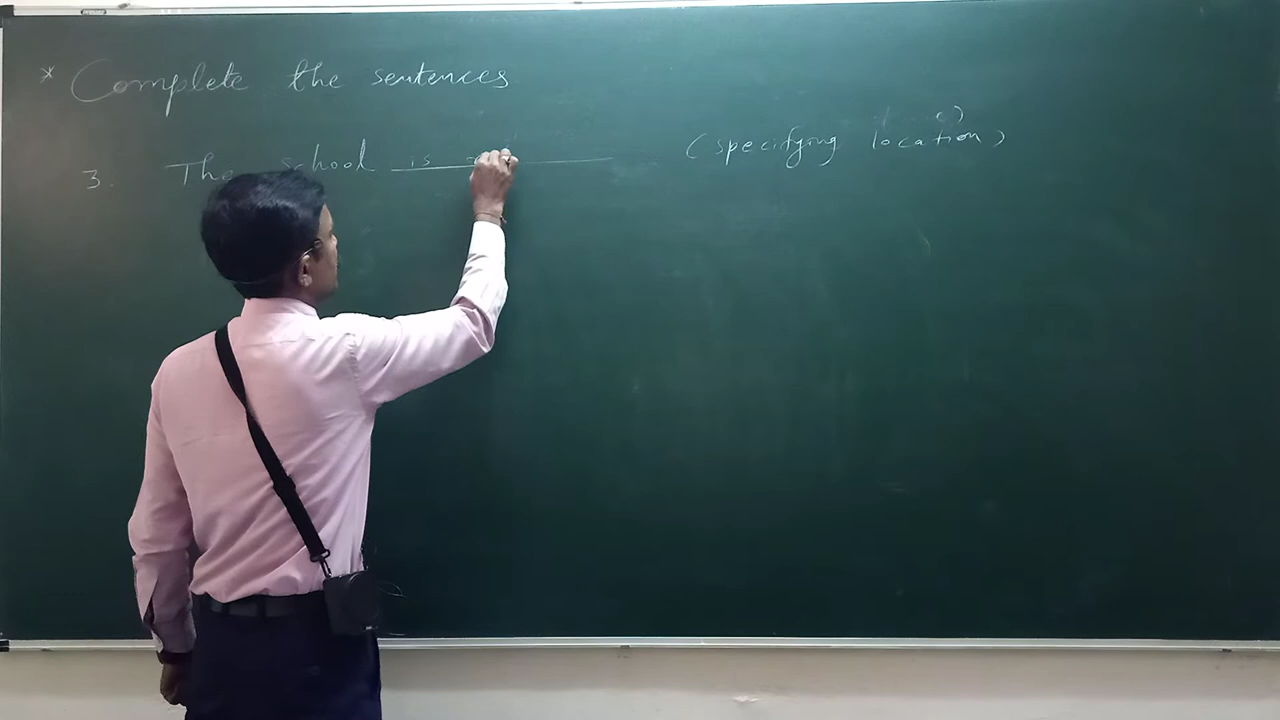 * Complete the sentences
3. The school is (specifying location)